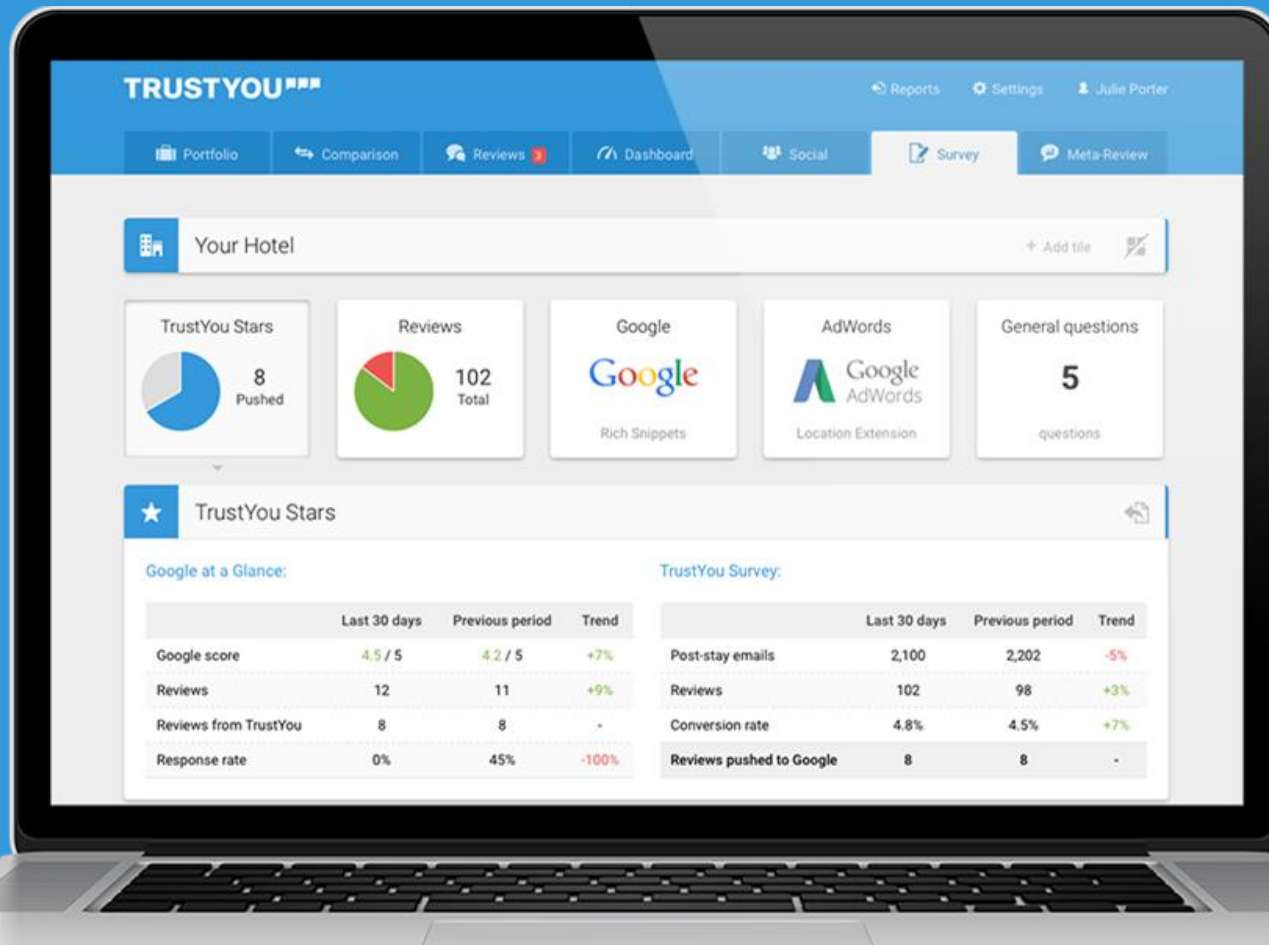 TRUSTYOU
Reports Settings Julie Porter
Portfolio Comparison Reviews 3 Dashboard Social Survey Meta-Review
Your Hotel + Add tile
TrustYou Stars
8
Pushed
Reviews
102
Total
Google
Google
Rich Snippets
AdWords
Google
AdWords
Location Extension
General questions
5
questions
TrustYou Stars
Google at a Glance:
Last 30 days Previous period Trend
Google score 4.5 / 5 4.2 / 5 +7%
Reviews 12 11 +9%
Reviews from TrustYou 8 8 -
Response rate 0% 45% -100%
TrustYou Survey:
Last 30 days Previous period Trend
Post-stay emails 2,100 2,202 -5%
Reviews 102 98 +3%
Conversion rate 4.8% 4.5% +7%
Reviews pushed to Google 8 8 -